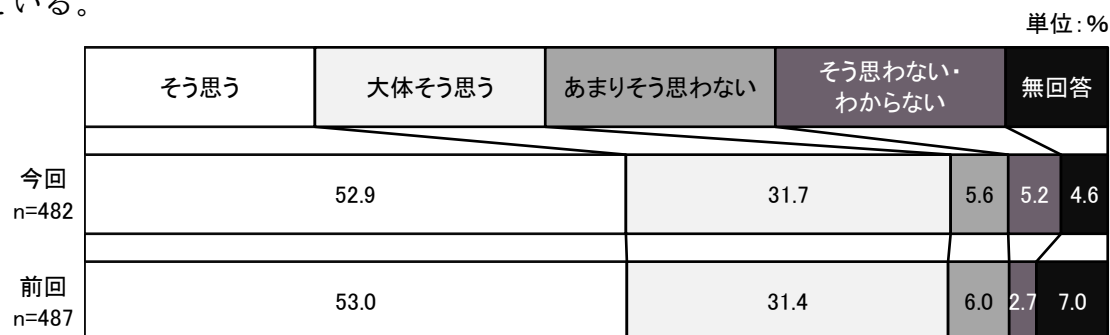 いる。
単位：%
そう思う 大体そう思う あまりそう思わない そう思わない・
わからない 無回答
今回
n=482 52.9 31.7 5.6 5.2 4.6
前回
n=487 53.0 31.4 6.0 2.7 7.0